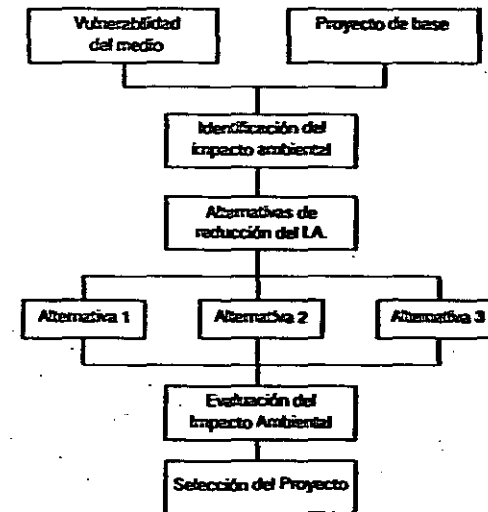 Vulnerabilidad
del medio
Proyecto de base
Identificación del
impacto ambiental
Alternativas de
reducción del I.A.
Alternativa 1
Alternativa 2
Alternativa 3
Evaluación del
Impacto Ambiental
Selección del Proyecto